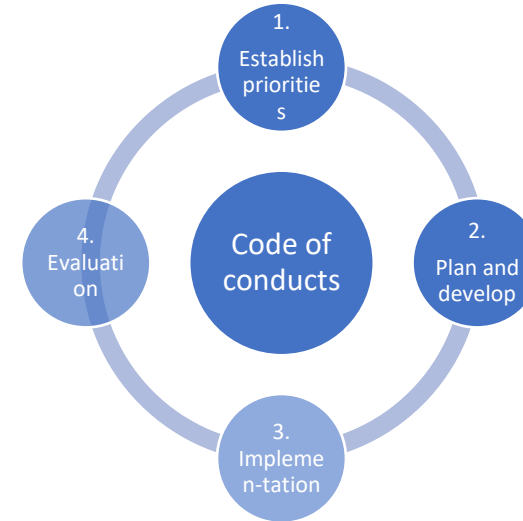 1.
Establish
prioritie
s
2.
Plan and
develop
3.
Impleme
n-tation
4.
Evaluati
on
Code of
conducts